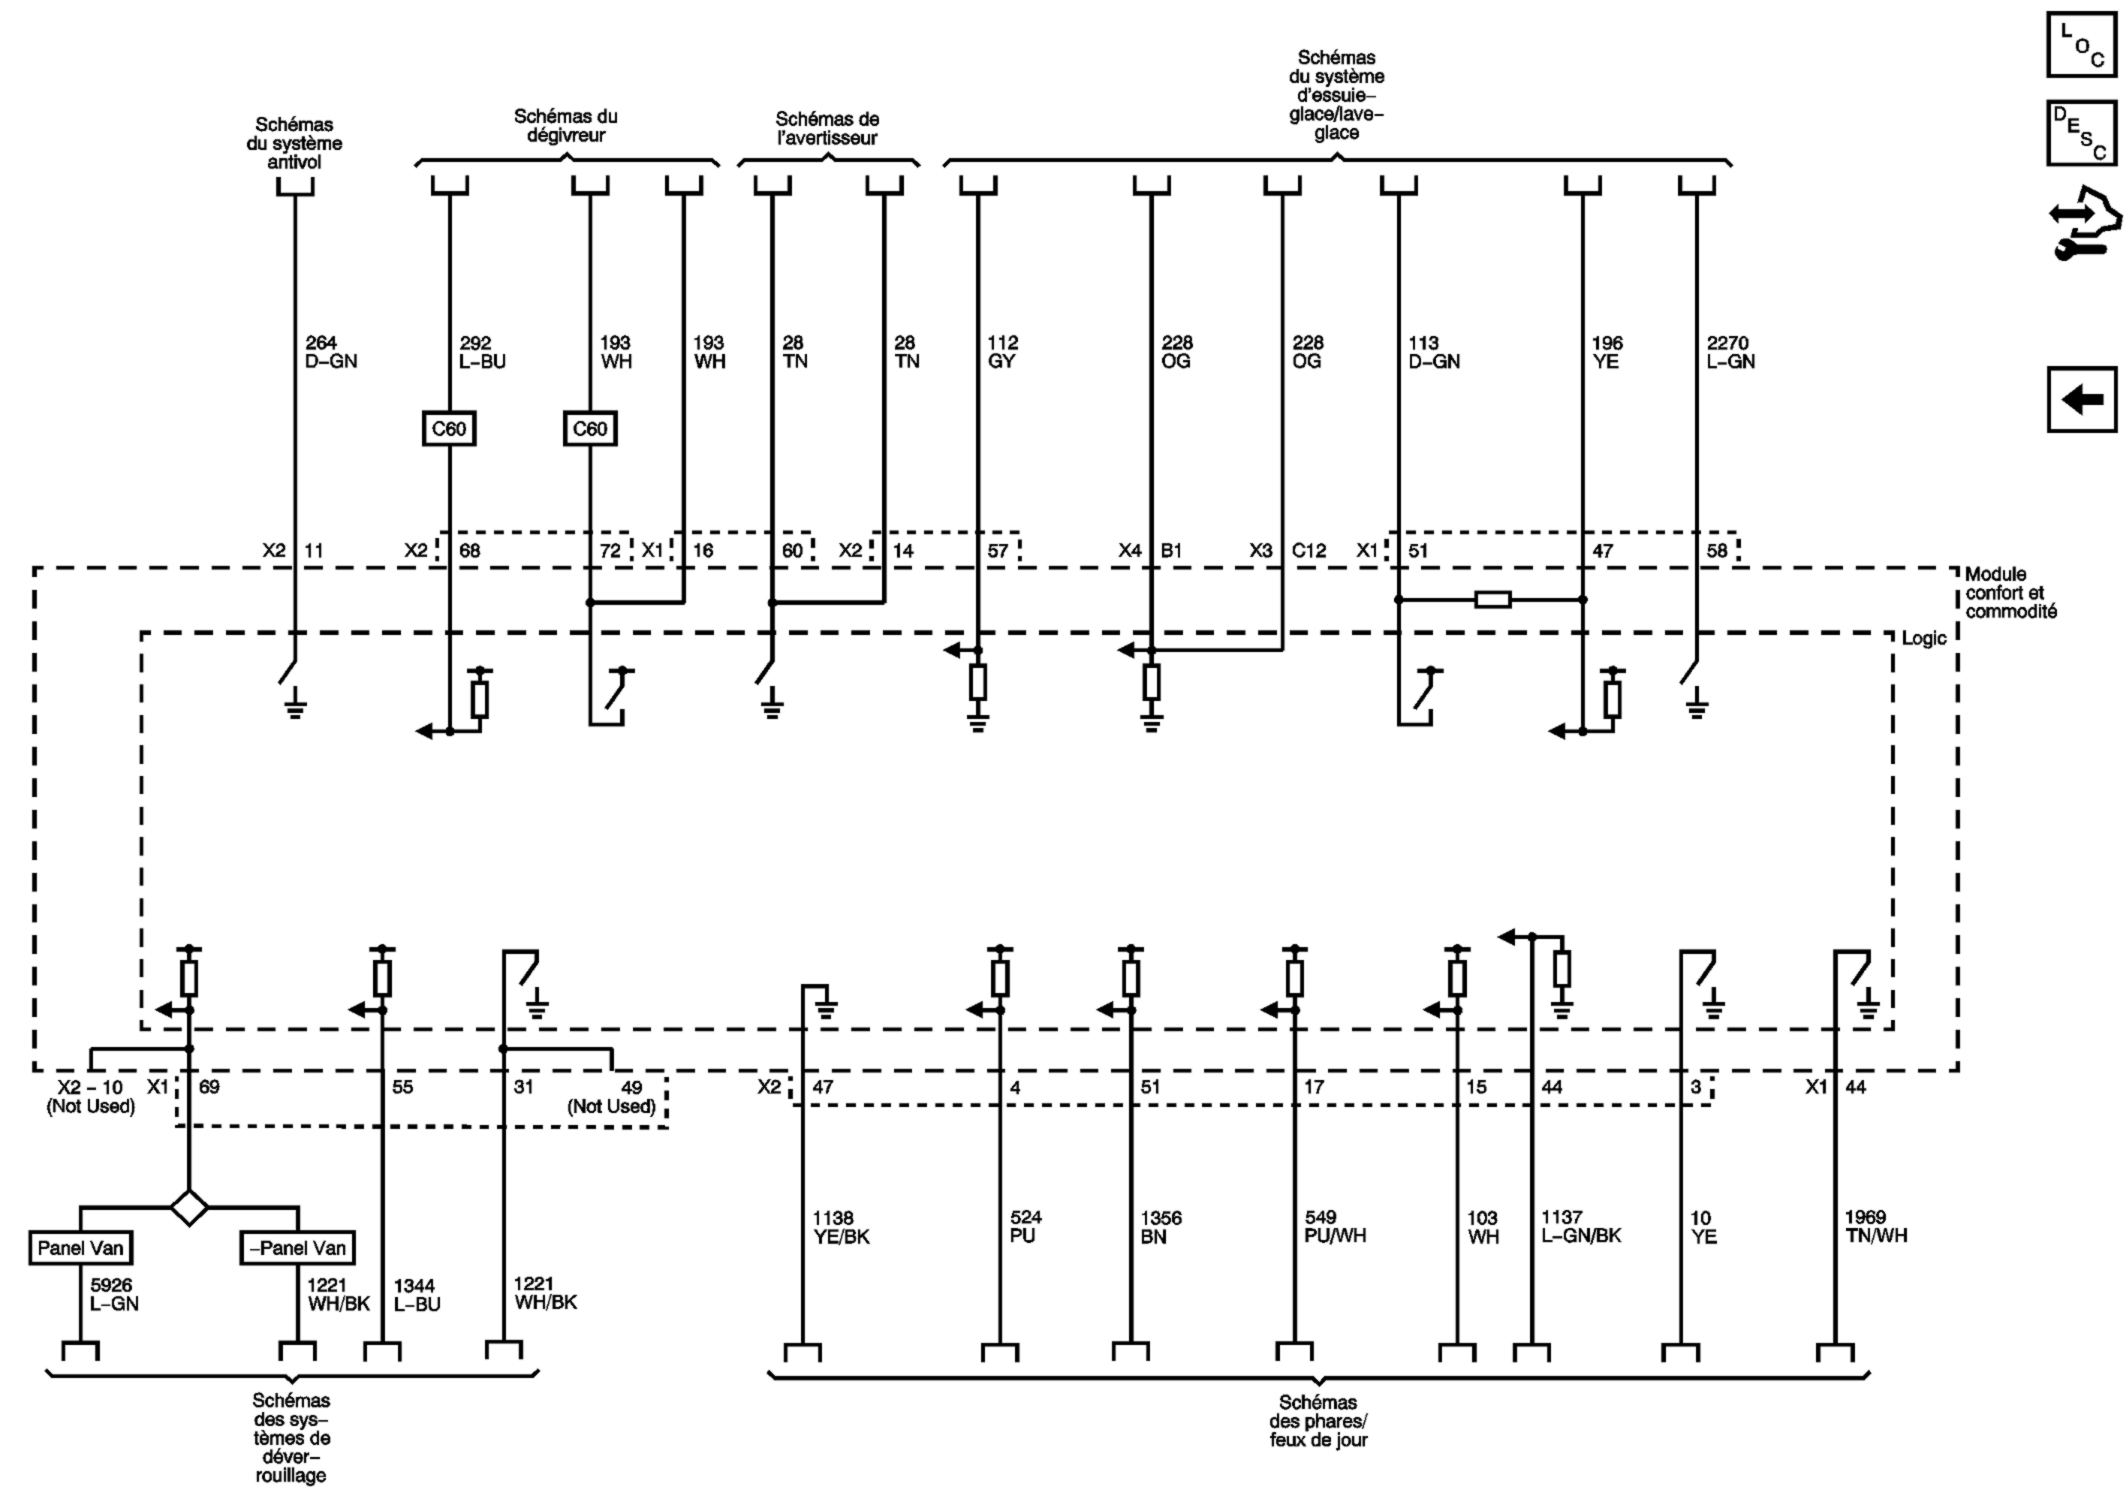 L O C
D E S C
Schémas
du système
d'essuie–
glace/lave–
glace
Schémas
du système
antivol
Schémas du
dégivreur
Schémas de
l'avertisseur
264
D–GN
292
L–BU
193
WH
193
WH
28
TN
28
TN
112
GY
228
OG
228
OG
113
D–GN
196
YE
2270
L–GN
C60
C60
X2 11
X2 68
72
X1 16
60
X2 14
57
X4 B1
X3 C12
X1 51
47
58
Module
confort et
commodité
Logic
X2 – 10
(Not Used)
X1 69
55
31
49
(Not Used)
X2 47
4
51
17
15
44
3
X1 44
1138
YE/BK
524
PU
1356
BN
549
PU/WH
103
WH
1137
L–GN/BK
10
YE
1969
TN/WH
Panel Van
–Panel Van
5926
L–GN
1221
WH/BK
1344
L–BU
1221
WH/BK
Schémas
des sys–
tèmes de
déver–
rouillage
Schémas
des phares/
feux de jour